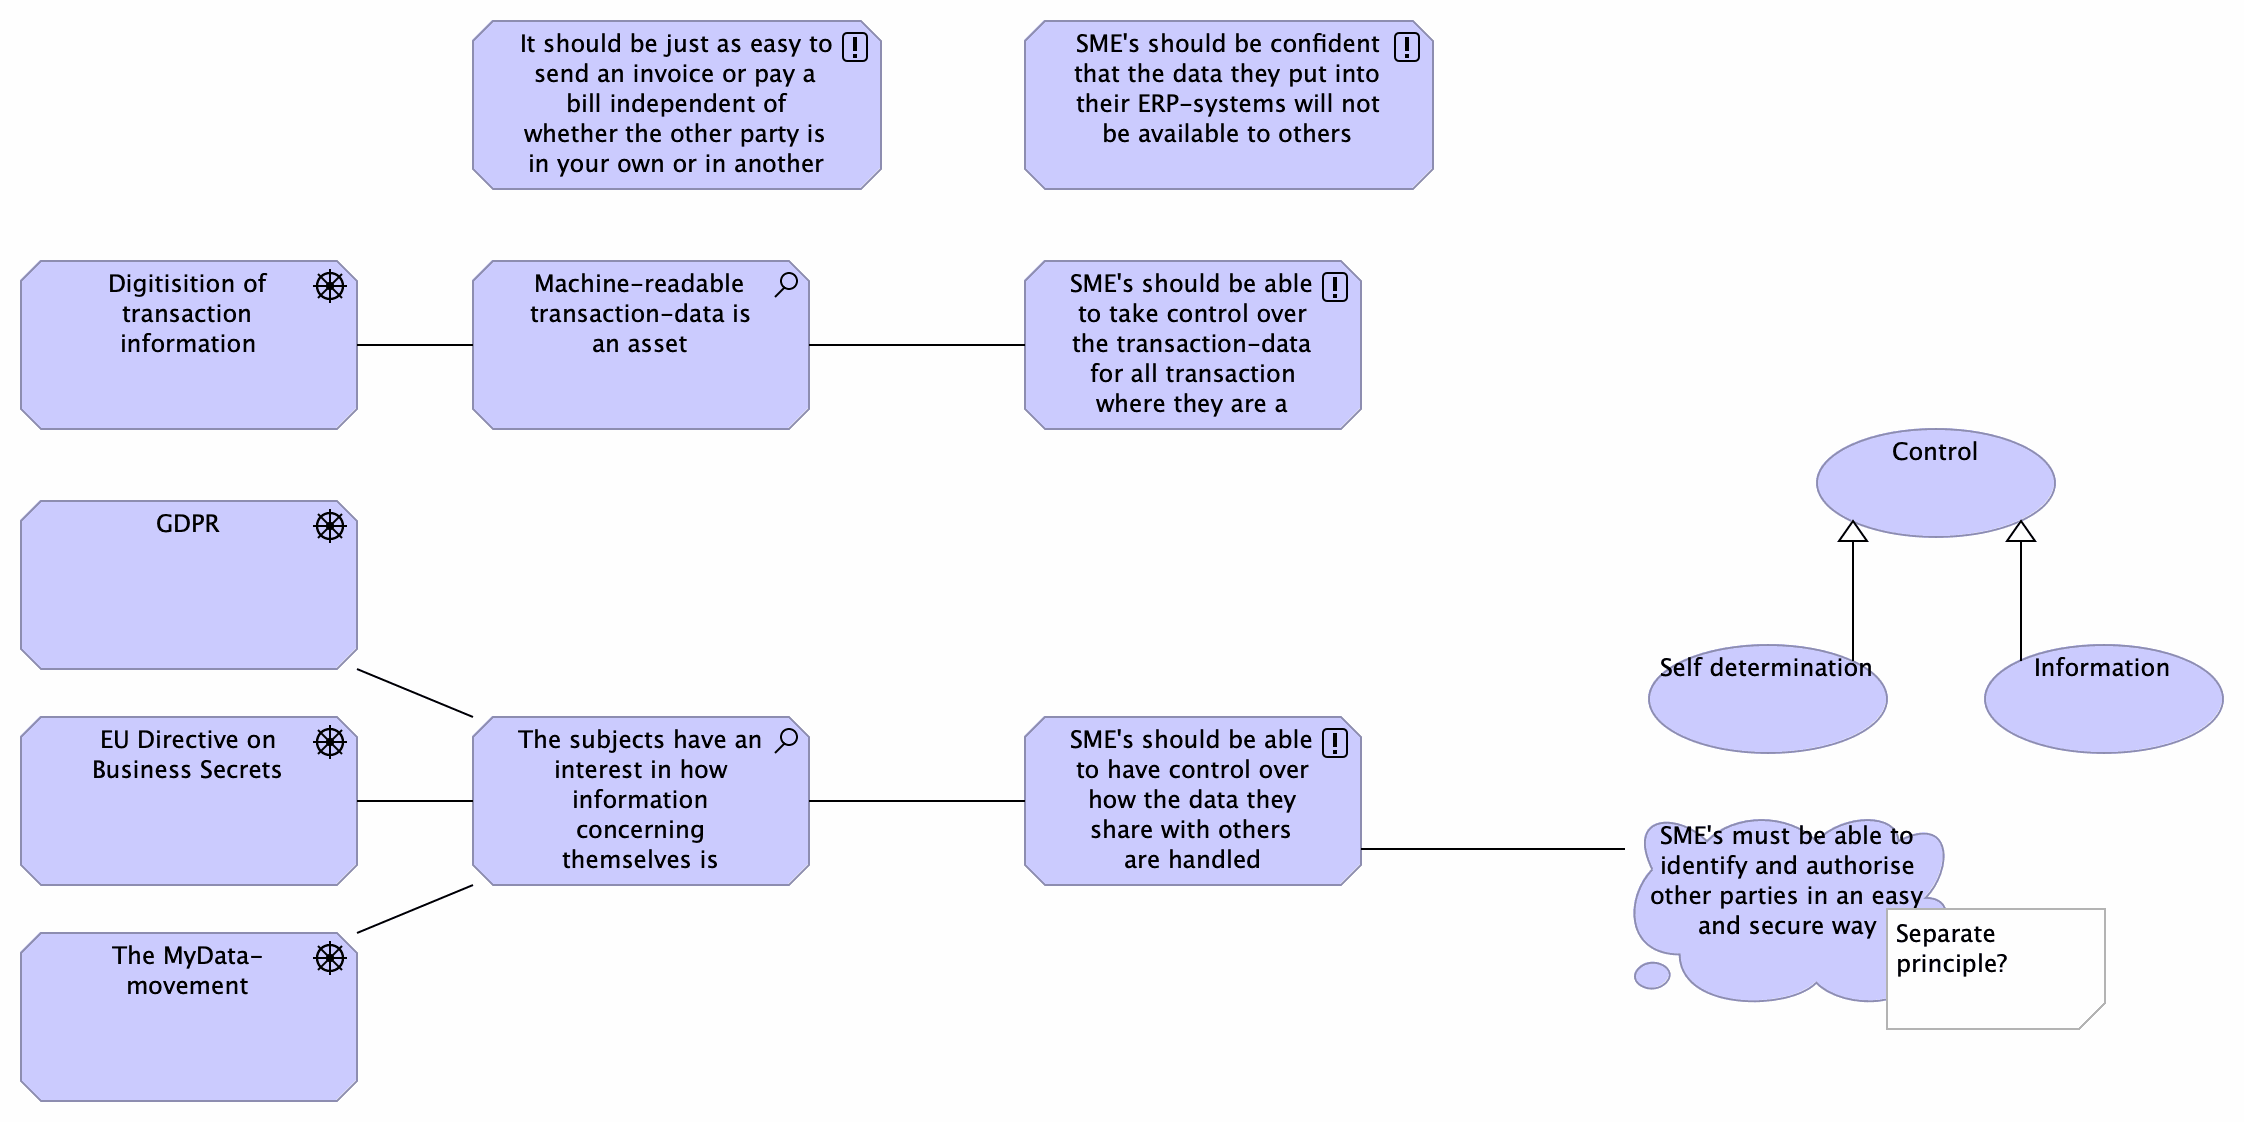 It should be just as easy to
send an invoice or pay a
bill independent of
whether the other party is
in your own or in another
SME's should be confident
that the data they put into
their ERP-systems will not
be available to others
Digitisition of
transaction
information
Machine-readable
transaction-data is
an asset
SME's should be able
to take control over
the transaction-data
for all transaction
where they are a
Control
GDPR
Self determination
Information
EU Directive on
Business Secrets
The subjects have an
interest in how
information
concerning
themselves is
SME's should be able
to have control over
how the data they
share with others
are handled
SME's must be able to
identify and authorise
other parties in an easy
and secure way
Separate
principle?
The MyData-
movement